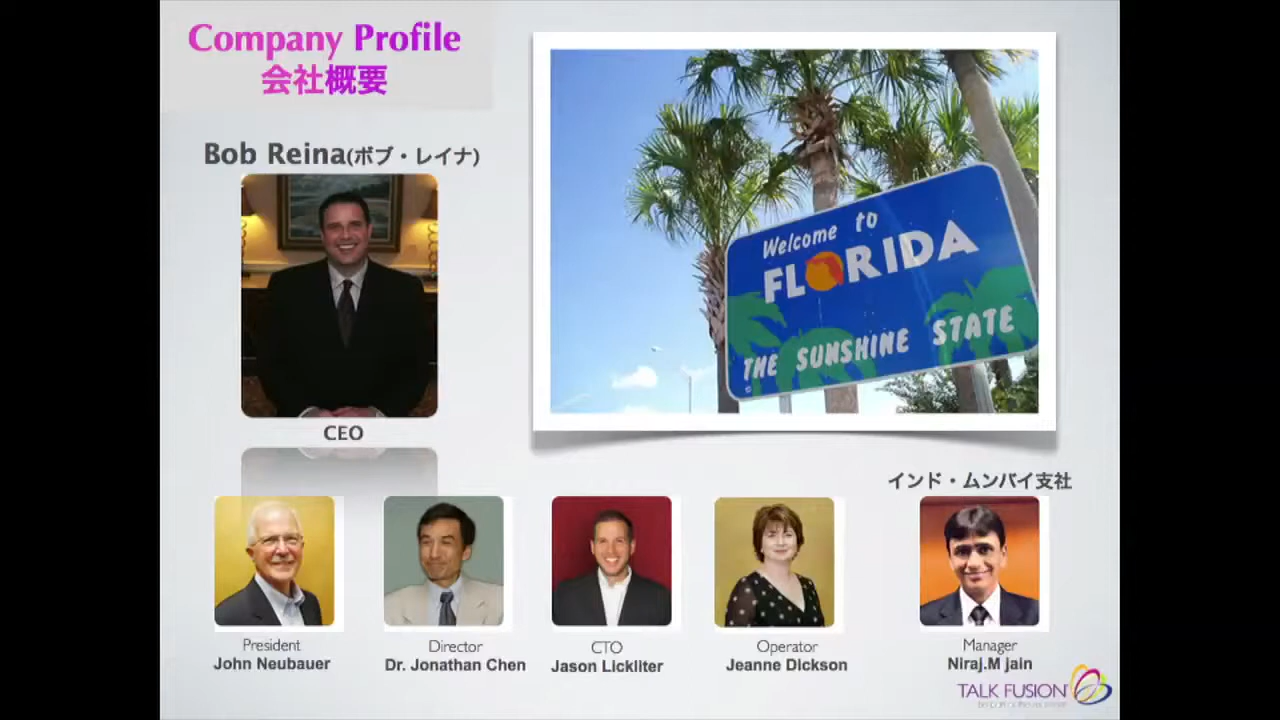 Company Profile
会社概要
Bob Reina(ボブ・レイナ)
CEO
Welcome to
FLORIDA
THE SUNSHINE STATE
インド・ムンバイ支社
President
John Neubauer
Director
Dr. Jonathan Chen
CTO
Jason Lickliter
Operator
Jeanne Dickson
Manager
Niraj.M jain
TALK FUSION